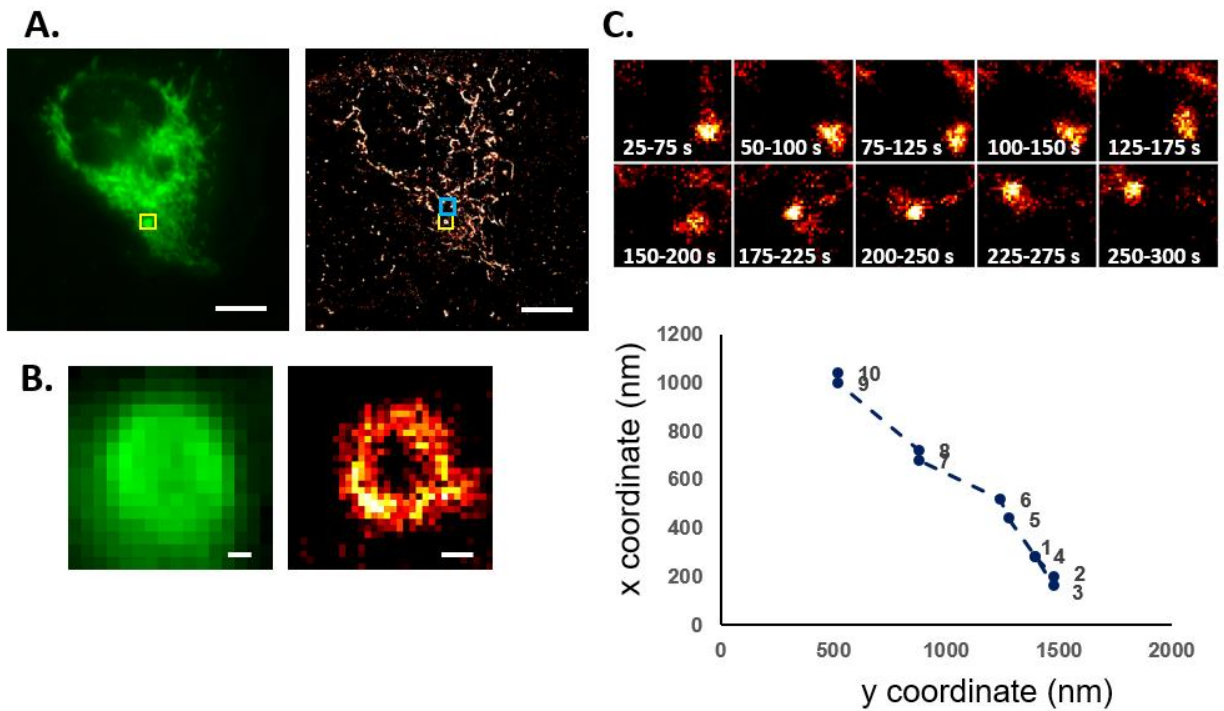 A.
B.
C.
25-75 s
50-100 s
75-125 s
100-150 s
125-175 s
150-200 s
175-225 s
200-250 s
225-275 s
250-300 s
x coordinate (nm)
1200
1000
800
600
400
200
0
10
9
8
7
6
5
1
4
2
3
0
500
1000
1500
2000
y coordinate (nm)